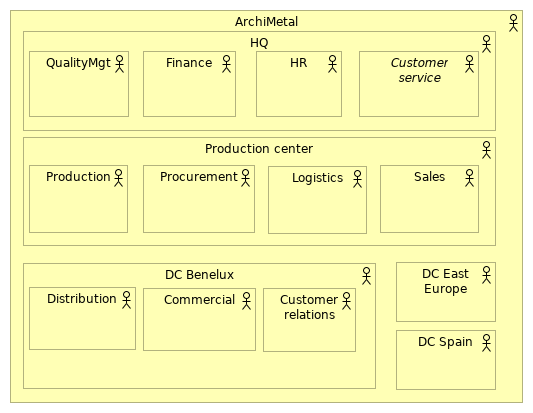 ArchiMetal
HQ
QualityMgt
Finance
HR
Customer
service
Production center
Production
Procurement
Logistics
Sales
DC Benelux
Distribution
Commercial
Customer
relations
DC East
Europe
DC Spain